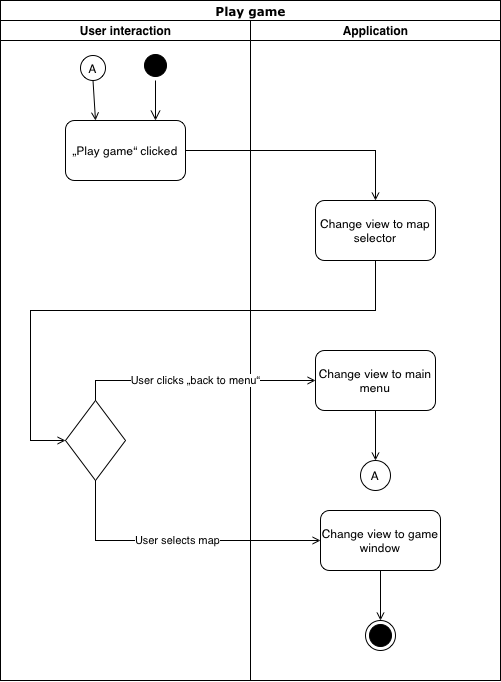 Play game
User interaction
Application
A
„Play game“ clicked
Change view to map
selector
User clicks „back to menu“
Change view to main
menu
A
User selects map
Change view to game
window